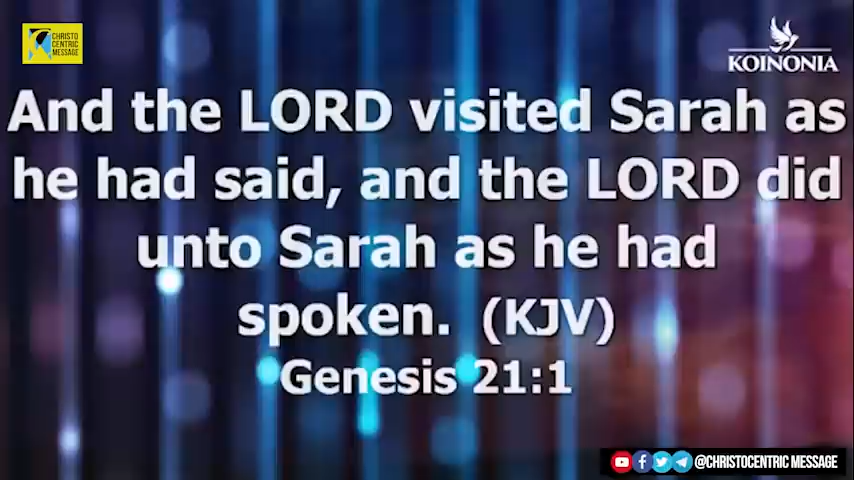 CHRISTO
CENTRIC
MESSAGE
KOINONIA
And the LORD visited Sarah as
he had said, and the LORD did
unto Sarah as he had
spoken. (KJV)
Genesis 21:1
@CHRISTOCENTRIC MESSAGE